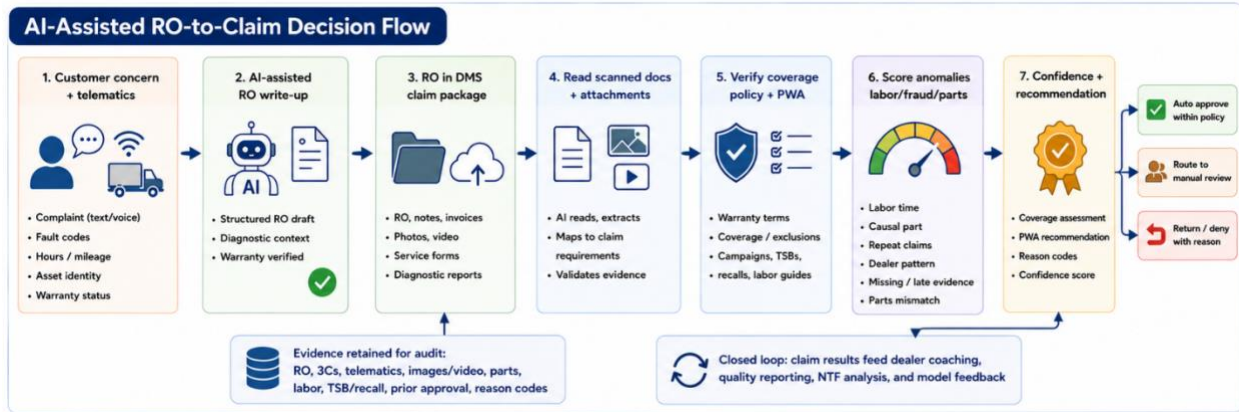 AI-Assisted RO-to-Claim Decision Flow
1. Customer concern
+ telematics
• Complaint (text/voice)
• Fault codes
• Hours / mileage
• Asset identity
• Warranty status
2. AI-assisted
RO write-up
AI
• Structured RO draft
• Diagnostic context
• Warranty verified
3. RO in DMS
claim package
• RO, notes, invoices
• Photos, video
• Service forms
• Diagnostic reports
4. Read scanned docs
+ attachments
• AI reads, extracts
• Maps to claim
requirements
• Validates evidence
5. Verify coverage
policy + PWA
• Warranty terms
• Coverage / exclusions
• Campaigns, TSBs,
recalls, labor guides
6. Score anomalies
labor/fraud/parts
• Labor time
• Causal part
• Repeat claims
• Dealer pattern
• Missing / late evidence
• Parts mismatch
7. Confidence +
recommendation
• Coverage assessment
• PWA recommendation
• Reason codes
• Confidence score
Auto approve
within policy
Route to
manual review
Return / deny
with reason
Evidence retained for audit:
RO, 3Cs, telematics, images/video, parts,
labor, TSB/recall, prior approval, reason codes
Closed loop: claim results feed dealer coaching,
quality reporting, NTF analysis, and model feedback